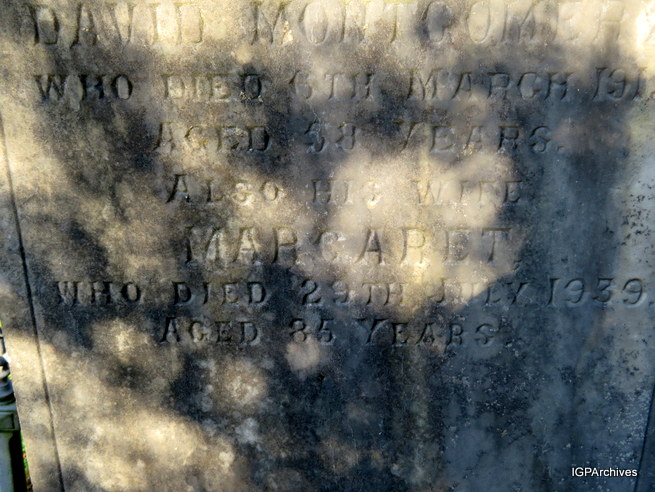 DAVID MONTGOMERY
WHO DIED 6TH MARCH
AGED 58 YEARS.
ALSO HIS WIFE
MARGARET
WHO DIED 29TH JULY 1939.
AGED 85 YEARS.
IGPArchives